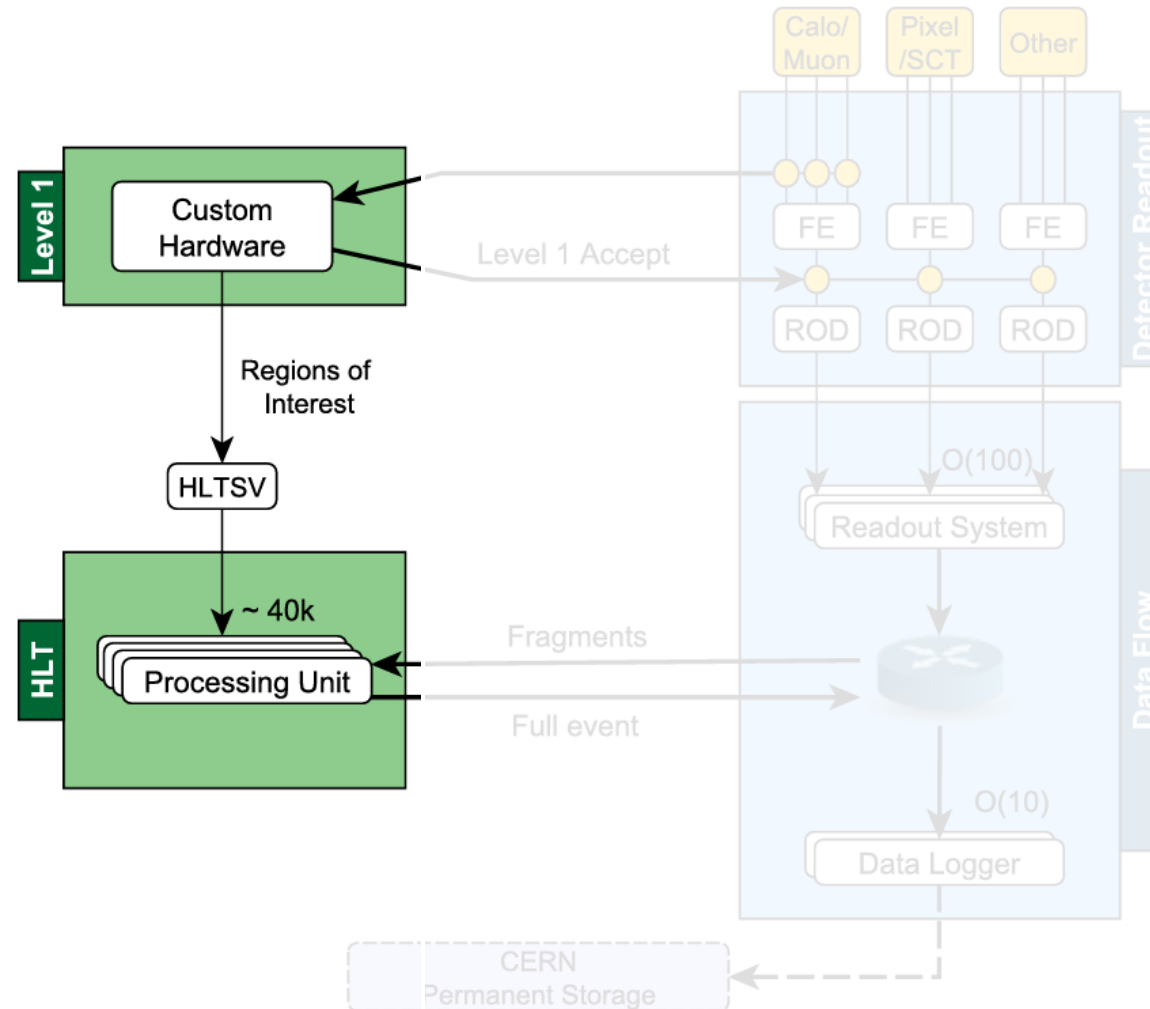 Calo/
Muon
Pixel
/SCT
Other
Level 1
Custom
Hardware
FE
FE
FE
Level 1 Accept
ROD
ROD
ROD
Detector Readout
Regions of
Interest
HLTSV
O(100)
Readout System
HLT
~ 40k
Processing Unit
Fragments
Full event
Data Flow
O(10)
Data Logger
CERN
Permanent Storage